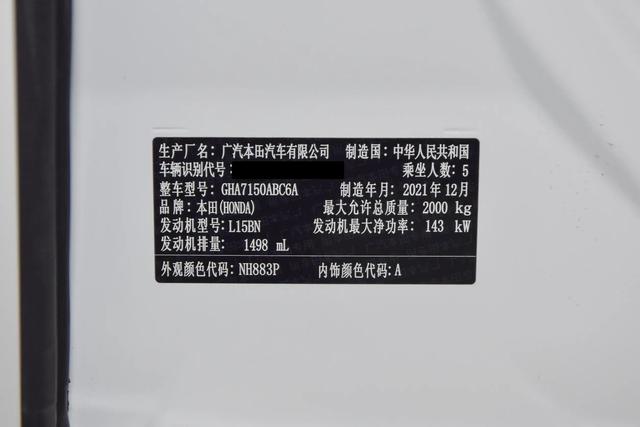 生产厂名：广汽本田汽车有限公司 制造国：中华人民共和国
车辆识别代号： 乘坐人数：5
整车型号：GHA7150ABC6A 制造年月：2021年12月
品牌：本田(HONDA) 最大允许总质量：2000 kg
发动机型号：L15BN 发动机最大净功率：143 kW
发动机排量：1498 mL
外观颜色代码：NH883P 内饰颜色代码：A